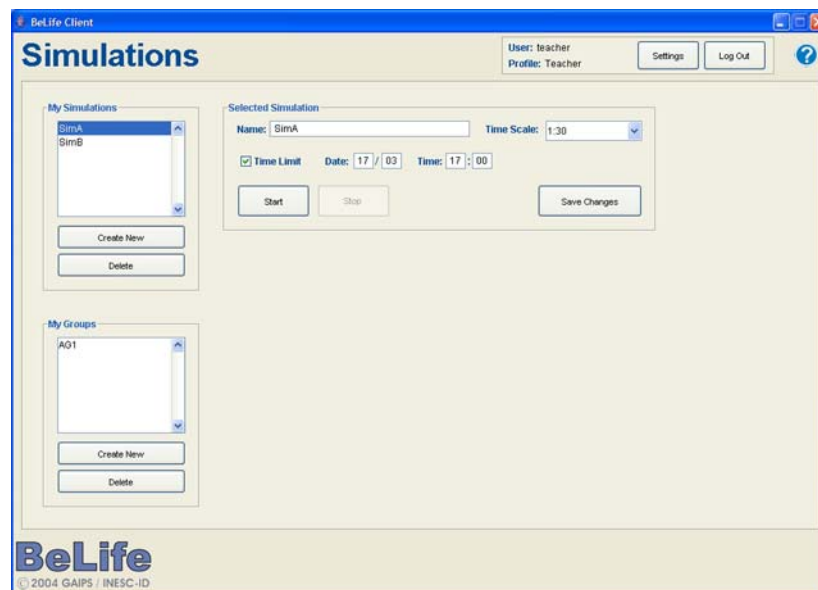 BeLife Client
Simulations
User: teacher
Profile: Teacher
Settings
Log Out
?
My Simulations
SimA
SimB
Create New
Delete
Selected Simulation
Name: SimA
Time Scale: 1:30
Time Limit Date: 17 / 03 Time: 17 : 00
Start
Stop
Save Changes
My Groups
AG1
Create New
Delete
BeLife
© 2004 GAIPS / INESC-ID